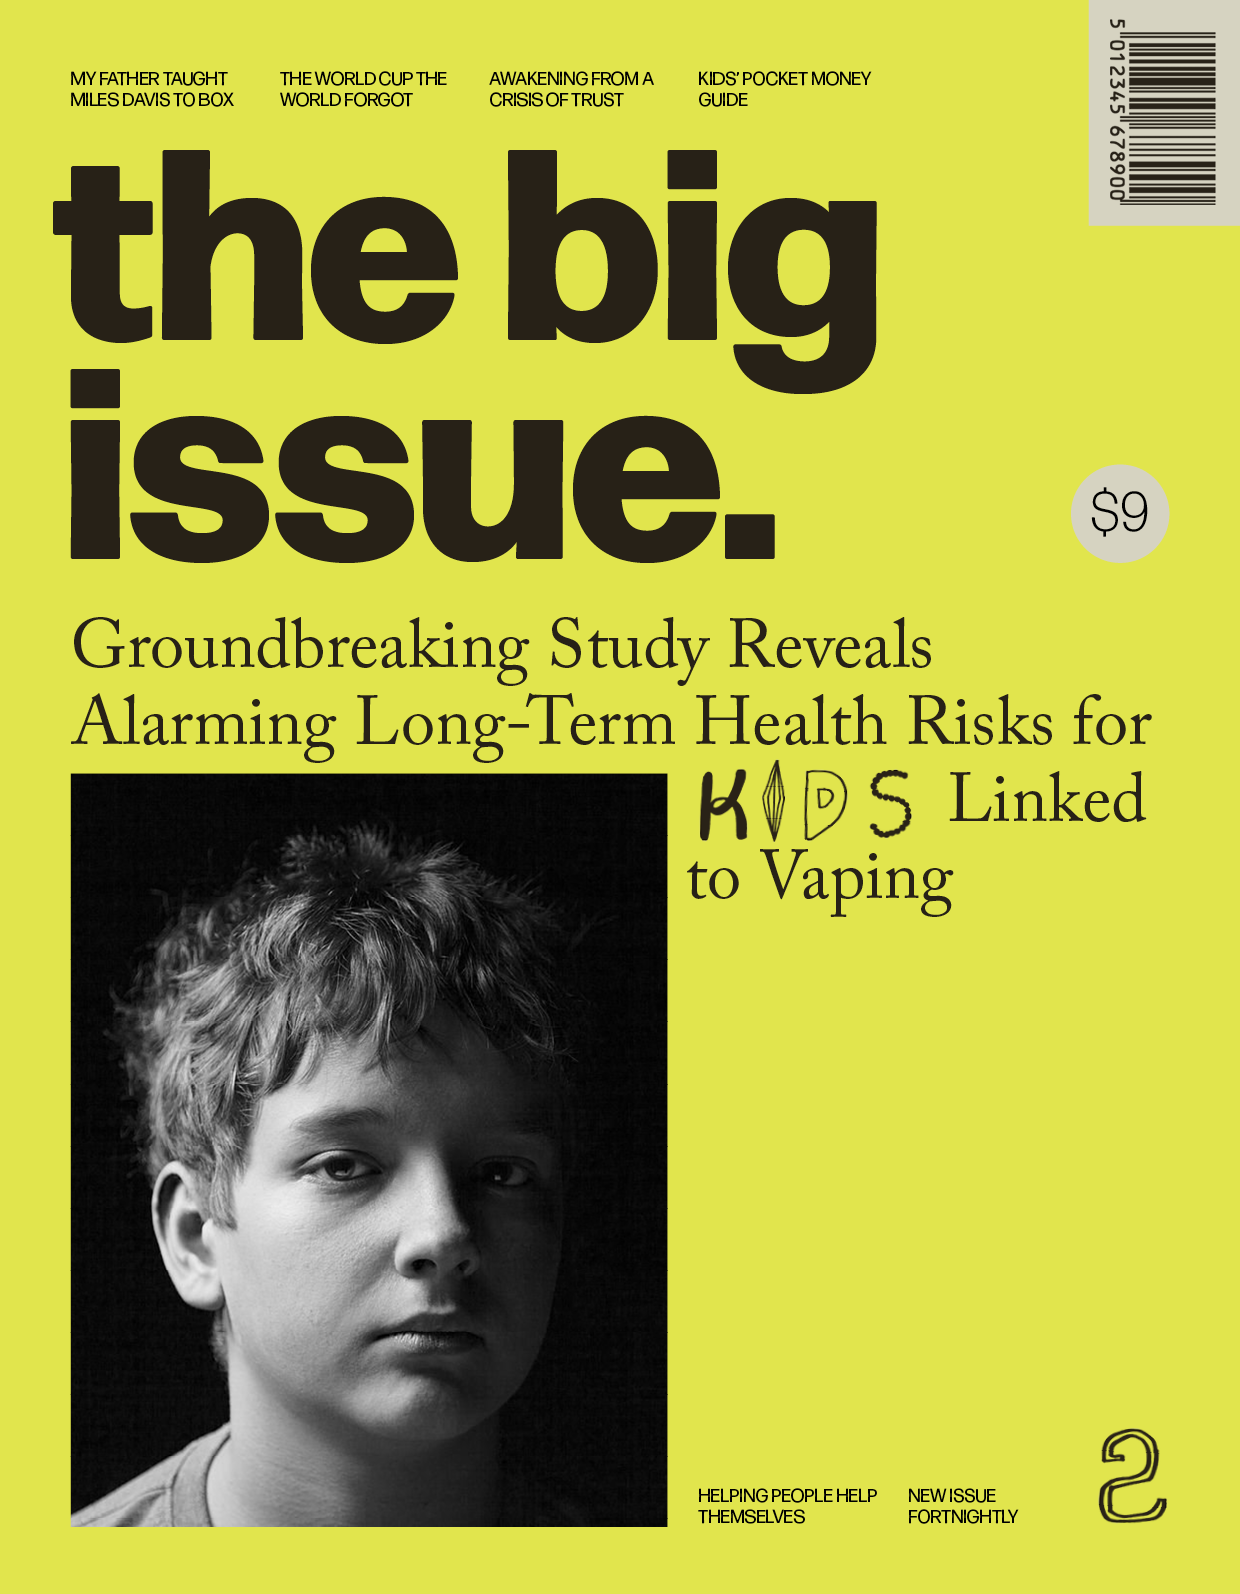 MY FATHER TAUGHT
MILES DAVIS TO BOX
THE WORLD CUP THE
WORLD FORGOT
AWAKENING FROM A
CRISIS OF TRUST
KIDS' POCKET MONEY
GUIDE
5 012345 678900
the big
issue.
$9
Groundbreaking Study Reveals
Alarming Long-Term Health Risks for
KIDS Linked
to Vaping
HELPING PEOPLE HELP
THEMSELVES
NEW ISSUE
FORTNIGHTLY
2